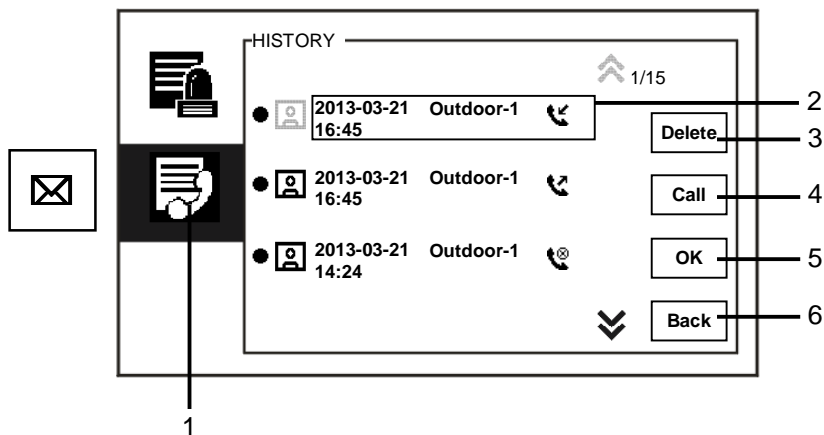 HISTORY
1/15
2013-03-21 Outdoor-1
16:45
2
Delete
3
2013-03-21 Outdoor-1
16:45
Call
4
2013-03-21 Outdoor-1
14:24
OK
5
Back
6
1